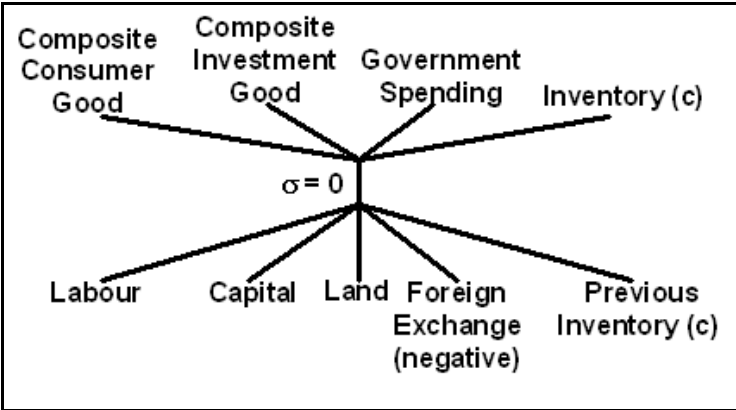 Composite
Consumer
Good
Composite
Investment
Good
Government
Spending
Inventory (c)
σ = 0
Labour
Capital
Land
Foreign
Exchange
(negative)
Previous
Inventory (c)